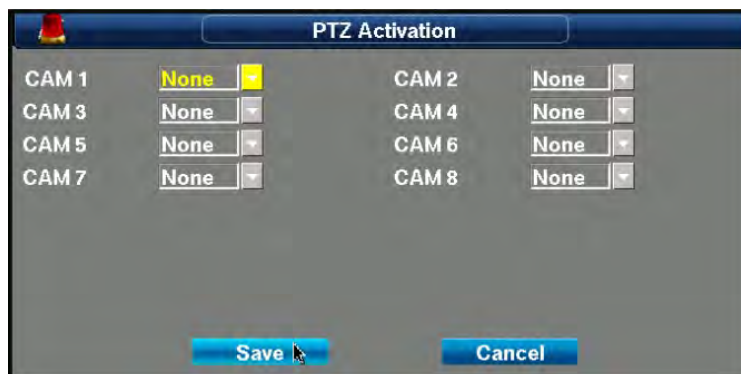 PTZ Activation
CAM 1 None CAM 2 None
CAM 3 None CAM 4 None
CAM 5 None CAM 6 None
CAM 7 None CAM 8 None
Save Cancel